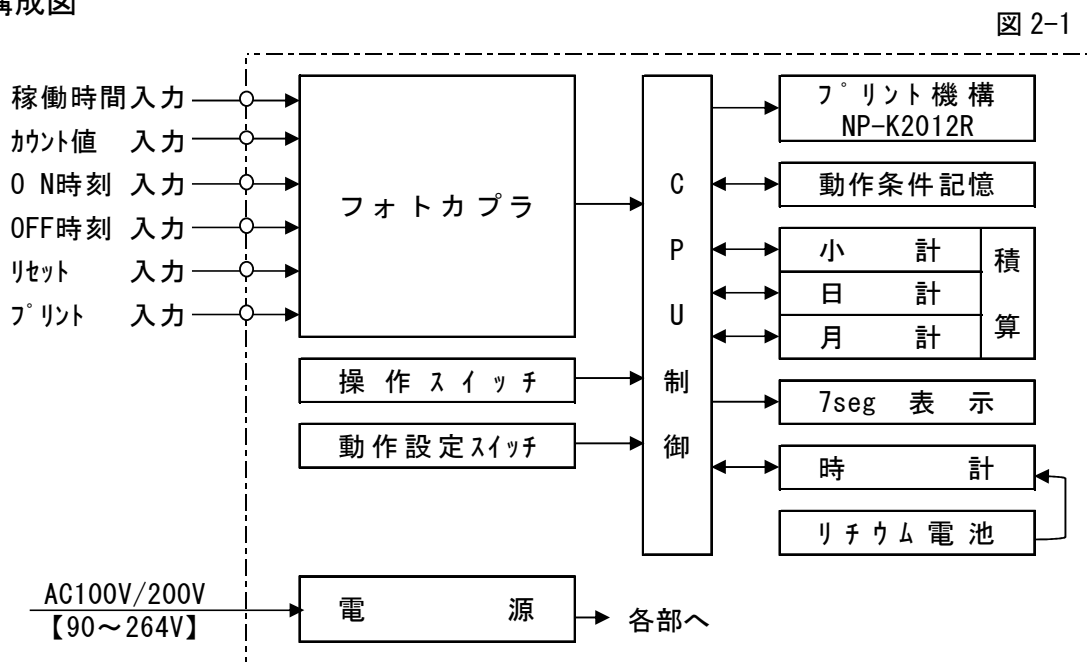 構成図
図 2-1
稼働時間入力
ｶｳﾝﾄ値 入力
O N時刻 入力
OFF時刻 入力
ﾘｾｯﾄ 入力
ﾌﾟﾘﾝﾄ 入力
フォトカプラ
操 作 ｽ ｲ ｯ ﾁ
動作設定ｽｲｯﾁ
C
P
U
制
御
ﾌﾟ ﾘﾝﾄ 機 構
NP-K2012R
動作条件記憶
小 計
日 計
月 計
積
算
7seg 表 示
時 計
ﾘ ﾁ ｳ ﾑ 電 池
AC100V/200V
【90～264V】
電 源
各部へ